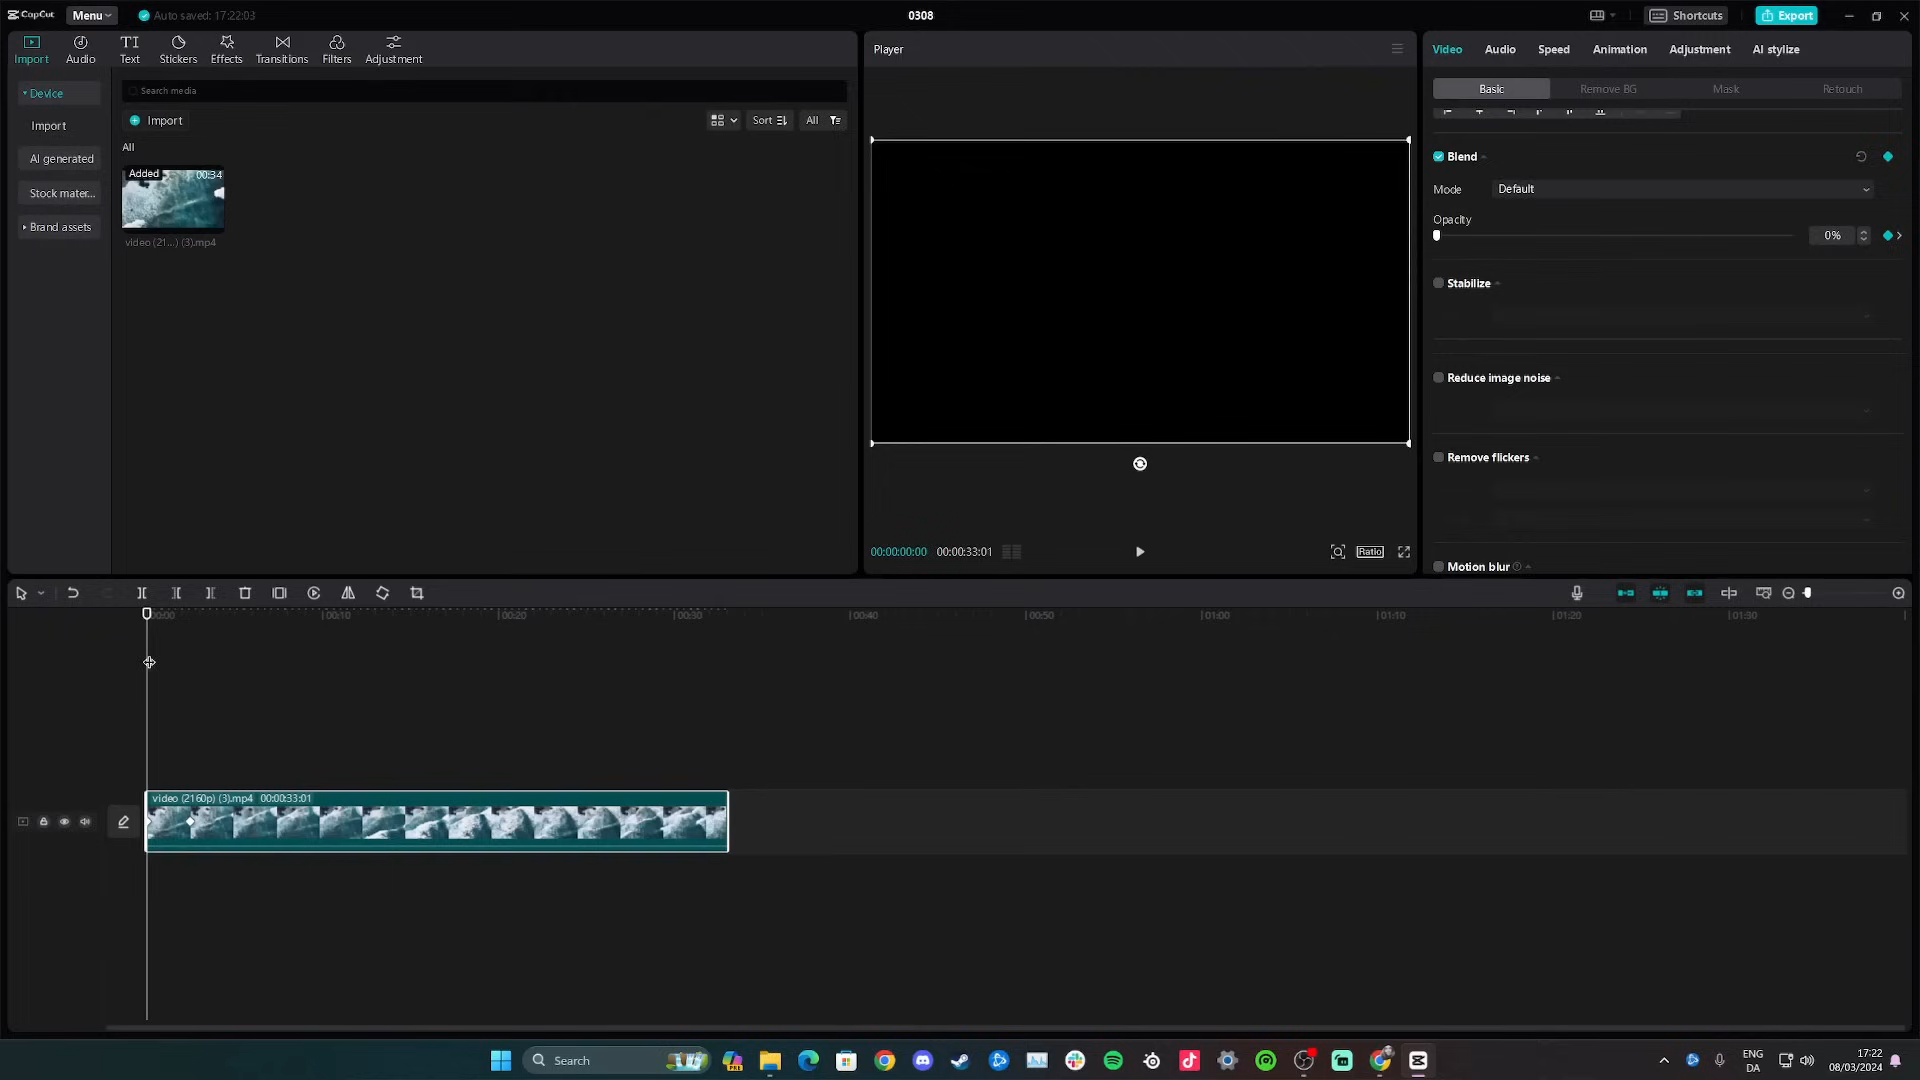 CapCut
Menu
Auto saved: 17:22:03
0308
Shortcuts
Export
Import
Audio
Text
Stickers
Effects
Transitions
Filters
Adjustment
Device
Import
AI generated
Stock mater...
Brand assets
Search media
Import
Sort
All
All
Added
00:34
video (21...) (3).mp4
Player
00:00:00:00
00:00:33:01
Ratio
Video
Audio
Speed
Animation
Adjustment
AI stylize
Basic
Remove BG
Mask
Retouch
Blend
Mode
Default
Opacity
0%
Stabilize
Reduce image noise
Remove flickers
Motion blur
00:00
00:10
00:20
00:30
00:40
00:50
01:00
01:10
01:20
01:30
video (2160p) (3).mp4 00:00:33:01
Search
ENG
DA
17:22
08/03/2024